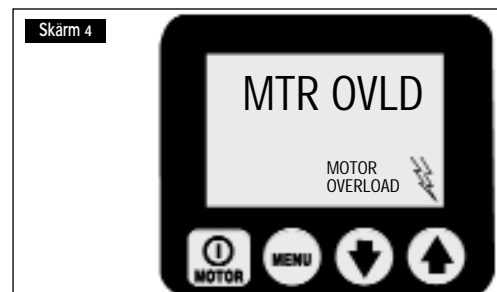 Skärm 4
MTR OVLD
MOTOR
OVERLOAD
MOTOR
MENU